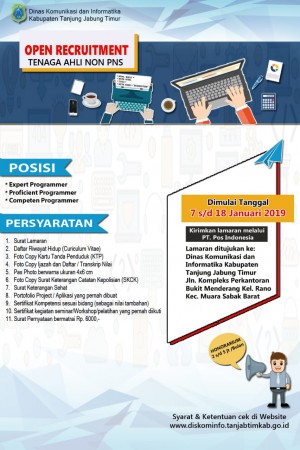 Dinas Komunikasi dan Informatika
Kabupaten Tanjung Jabung Timur
OPEN RECRUITMENT
TENAGA AHLI NON PNS
POSISI
• Expert Programmer
• Proficient Programmer
• Competen Programmer
PERSYARATAN
1. Surat Lamaran
2. Daftar Riwayat Hidup (Curiculum Vitae)
3. Foto Copy Kartu Tanda Penduduk (KTP)
4. Foto Copy Ijazah dan Daftar / Transkrip Nilai
5. Pas Photo berwarna ukuran 4x6 cm
6. Foto Copy Surat Keterangan Catatan Kepolisian (SKCK)
7. Surat Keterangan Sehat
8. Portofolio Project / Aplikasi yang pernah dibuat
9. Sertifikat Kompetensi sesuai bidang (sebagai nilai tambahan)
10. Sertifikat kegiatan seminar/Workshop/pelatihan yang pernah diikuti
11. Surat Pernyataan bermaterai Rp. 6000,-
Dimulai Tanggal
7 s/d 18 Januari 2019
Kirimkan lamaran melalui
PT. Pos Indonesia
Lamaran ditujukan ke:
Dinas Komunikasi dan
Informatika Kabupaten
Tanjung Jabung Timur
Jln. Kompleks Perkantoran
Bukit Menderang Kel. Rano
Kec. Muara Sabak Barat
HONORARIUM
2 s/d 5 jt /Bulan
Syarat & Ketentuan cek di Website
www.diskominfo.tanjabtimkab.go.id